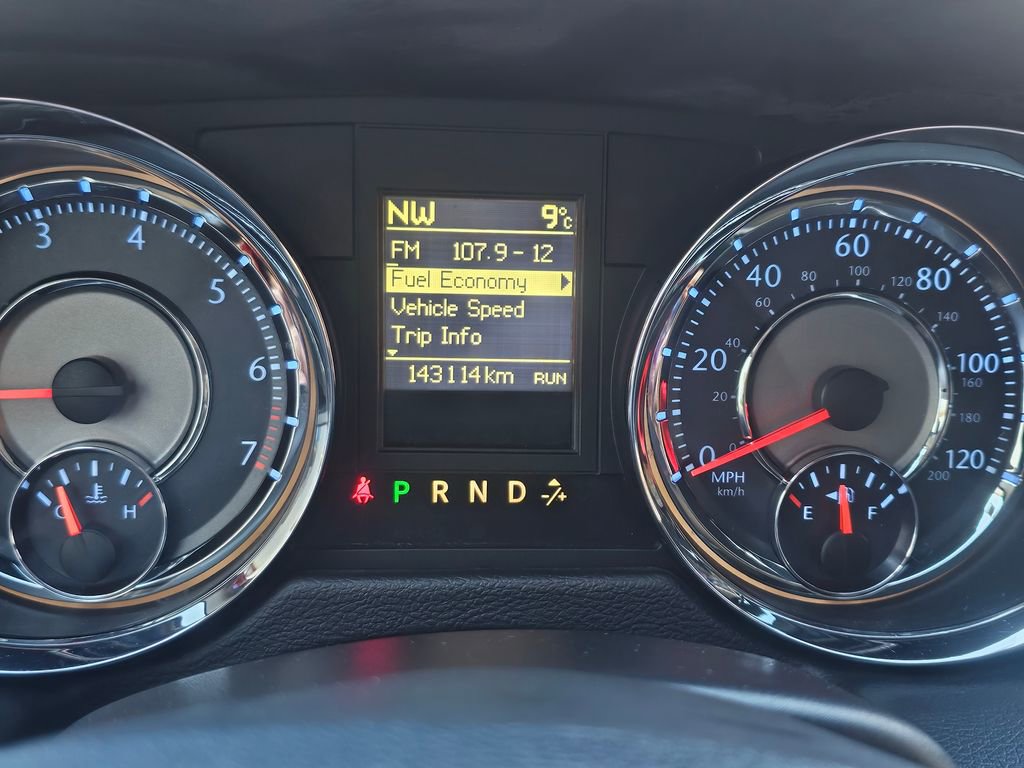 NW 9°C
FM 107.9 - 12
Fuel Economy
Vehicle Speed
Trip Info
143114 km RUN
P R N D -/+
3 4 5 6 7
C H
0 20 40 60 80 100 120
MPH
0 20 40 60 80 100 120 140 160 180 200
km/h
E F